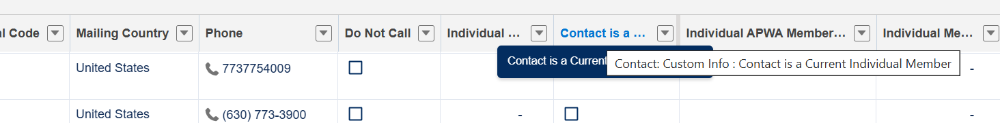 al Code Mailing Country Phone Do Not Call Individual ... Contact is a ... Individual APWA Member... Individual Me...
United States 7737754009 -
Contact is a Current
Contact: Custom Info : Contact is a Current Individual Member
United States (630) 773-3900 - -